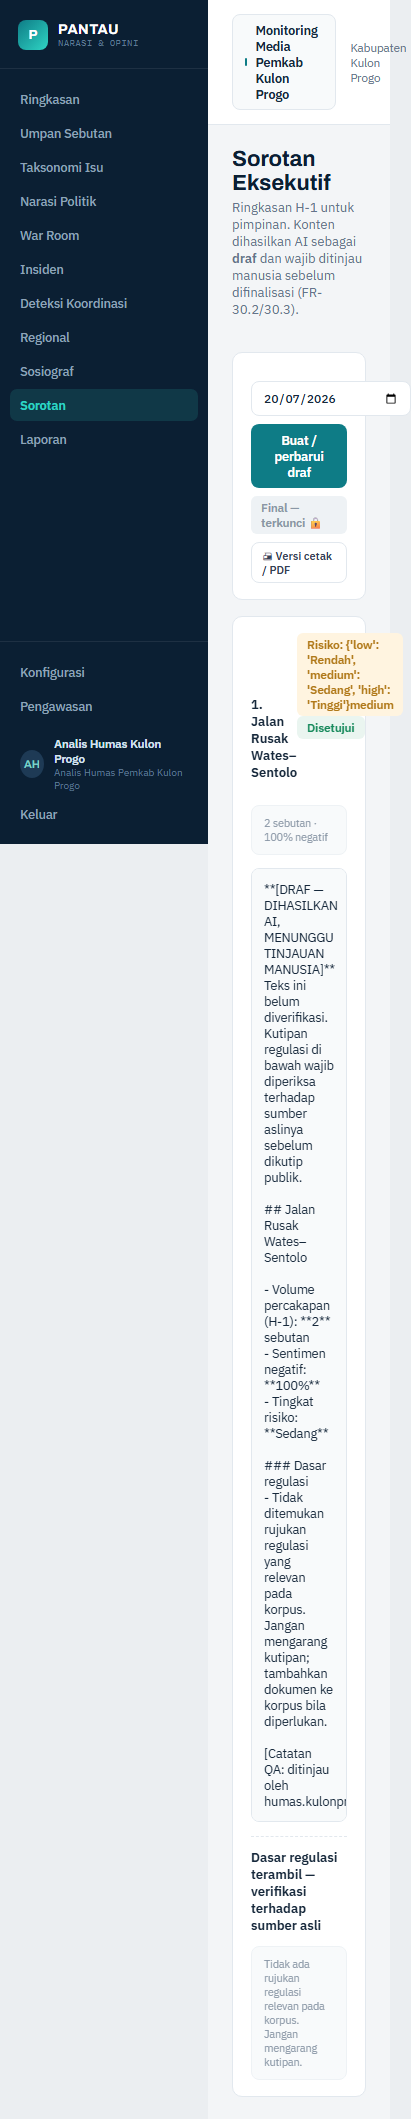 P
PANTAU
NARASI & OPINI
Ringkasan
Umpan Sebutan
Taksonomi Isu
Narasi Politik
War Room
Insiden
Deteksi Koordinasi
Regional
Sosiograf
Sorotan
Laporan
Konfigurasi
Pengawasan
AH
Analis Humas Kulon
Progo
Analis Humas Pemkab Kulon
Progo
Keluar
Monitoring
Media
Pemkab
Kulon
Progo
Kabupaten
Kulon
Progo
Sorotan
Eksekutif
Ringkasan H-1 untuk
pimpinan. Konten
dihasilkan AI sebagai
draf dan wajib ditinjau
manusia sebelum
difinalisasi (FR-
30.2/30.3).
20/07/2026
Buat /
perbarui
draf
Final —
terkunci 🔒
🖨 Versi cetak
/ PDF
1.
Jalan
Rusak
Wates–
Sentolo
Risiko: {'low':
'Rendah',
'medium':
'Sedang', 'high':
'Tinggi'}medium
Disetujui
2 sebutan ·
100% negatif
**[DRAF —
DIHASILKAN
AI,
MENUNGGU
TINJAUAN
MANUSIA]**
Teks ini
belum
diverifikasi.
Kutipan
regulasi di
bawah wajib
diperiksa
terhadap
sumber
aslinya
sebelum
dikutip
publik.
## Jalan
Rusak
Wates–
Sentolo
- Volume
percakapan
(H-1): **2**
sebutan
- Sentimen
negatif:
**100%**
- Tingkat
risiko:
**Sedang**
### Dasar
regulasi
- Tidak
ditemukan
rujukan
regulasi
yang
relevan
pada
korpus.
Jangan
mengarang
kutipan;
tambahkan
dokumen ke
korpus bila
diperlukan.
[Catatan
QA: ditinjau
oleh
humas.kulonpr
Dasar regulasi
terambil —
verifikasi
terhadap
sumber asli
Tidak ada
rujukan
regulasi
relevan pada
korpus.
Jangan
mengarang
kutipan.